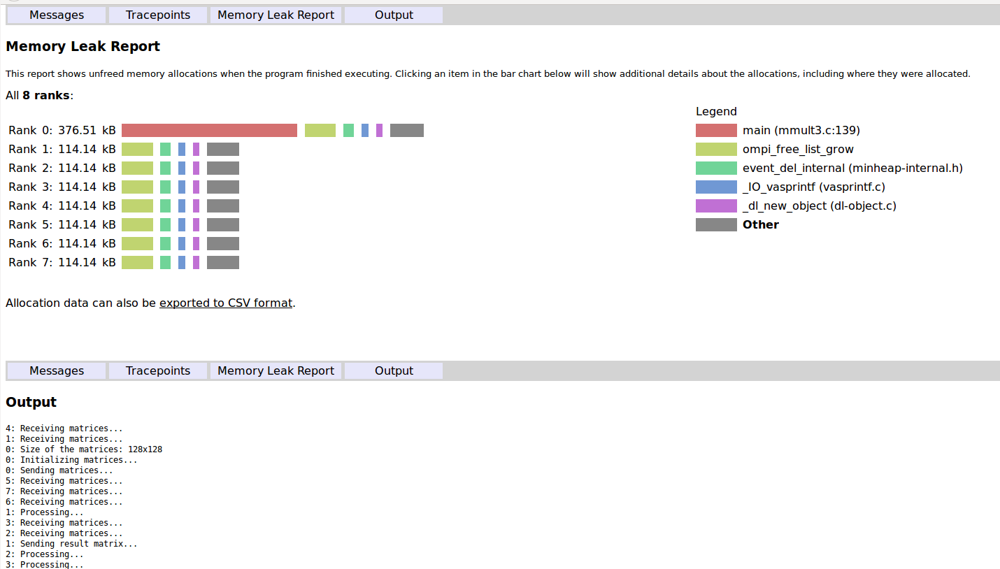 Messages Tracepoints Memory Leak Report Output
Memory Leak Report
This report shows unfreed memory allocations when the program finished executing. Clicking an item in the bar chart below will show additional details about the allocations, including where they were allocated.
All 8 ranks:
Legend
Rank 0: 376.51 kB
main (mmult3.c:139)
Rank 1: 114.14 kB
ompi_free_list_grow
Rank 2: 114.14 kB
event_del_internal (minheap-internal.h)
Rank 3: 114.14 kB
_IO_vasprintf (vasprintf.c)
Rank 4: 114.14 kB
_dl_new_object (dl-object.c)
Rank 5: 114.14 kB
Other
Rank 6: 114.14 kB
Rank 7: 114.14 kB
Allocation data can also be exported to CSV format.
Messages Tracepoints Memory Leak Report Output
Output
4: Receiving matrices...
1: Receiving matrices...
0: Size of the matrices: 128x128
0: Initializing matrices...
0: Sending matrices...
5: Receiving matrices...
7: Receiving matrices...
6: Receiving matrices...
1: Processing...
3: Receiving matrices...
2: Receiving matrices...
1: Sending result matrix...
2: Processing...
3: Processing...